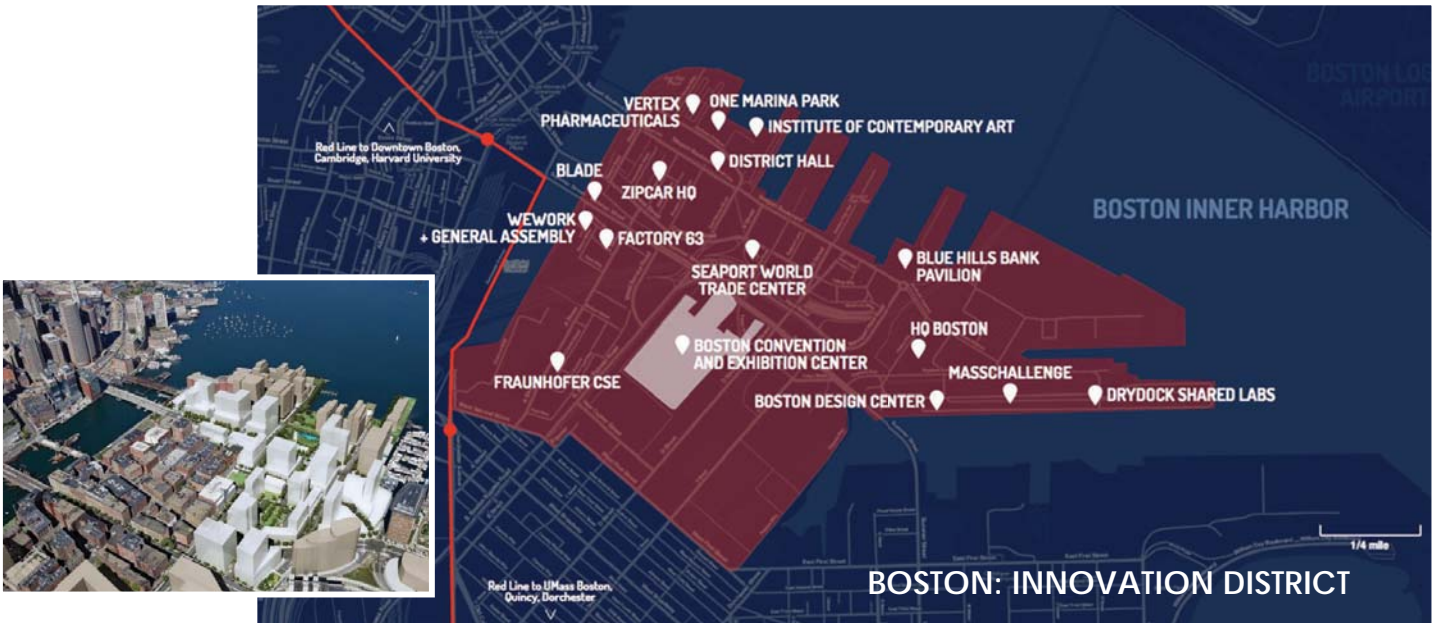 BOSTON LOG
AIRPORT
VERTEX
PHARMACEUTICALS
ONE MARINA PARK
INSTITUTE OF CONTEMPORARY ART
Red Line to Downtown Boston,
Cambridge, Harvard University
DISTRICT HALL
BLADE
ZIPCAR HQ
BOSTON INNER HARBOR
WEWORK
+ GENERAL ASSEMBLY
FACTORY 63
SEAPORT WORLD
TRADE CENTER
BLUE HILLS BANK
PAVILION
HQ BOSTON
BOSTON CONVENTION
AND EXHIBITION CENTER
FRAUNHOFER CSE
MASSCHALLENGE
BOSTON DESIGN CENTER
DRYDOCK SHARED LABS
1/4 mile
Red Line to UMass Boston,
Quincy, Dorchester
BOSTON: INNOVATION DISTRICT